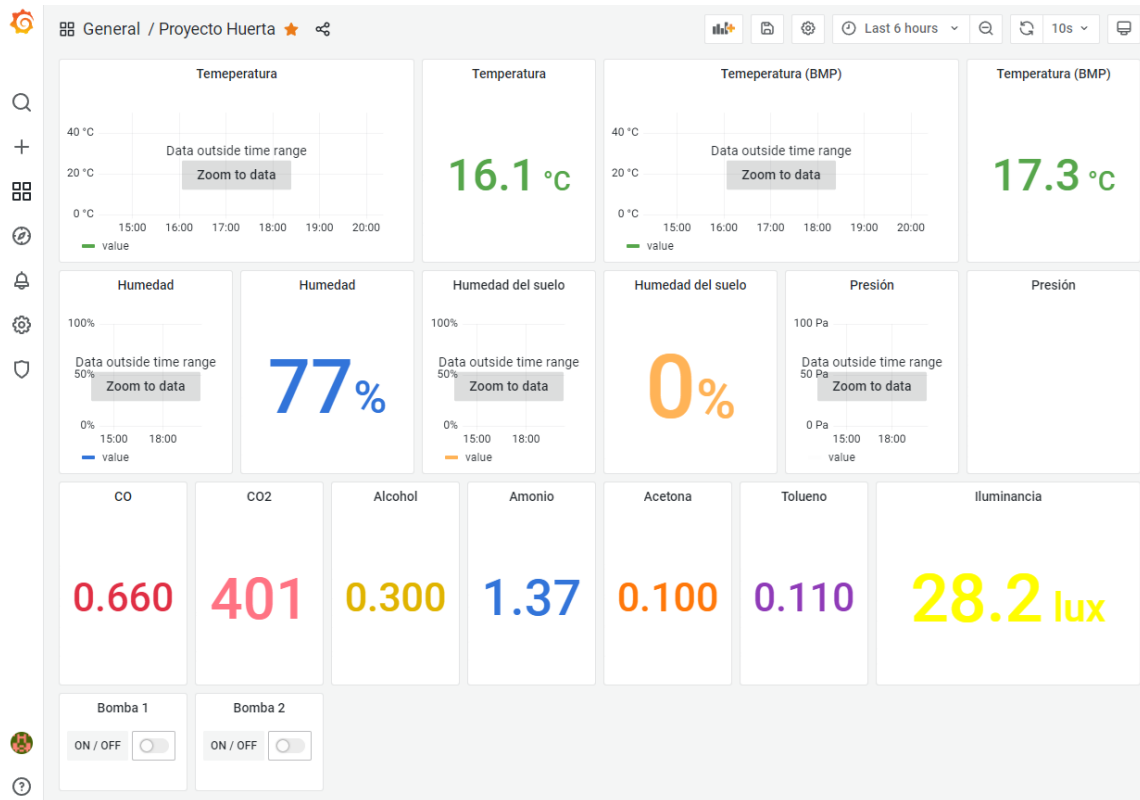 General / Proyecto Huerta
Last 6 hours
10s
Temeperatura
40 °C
20 °C
0 °C
Data outside time range
Zoom to data
15:00 16:00 17:00 18:00 19:00 20:00
value
Temperatura
16.1 °C
Temeperatura (BMP)
40 °C
20 °C
0 °C
Data outside time range
Zoom to data
15:00 16:00 17:00 18:00 19:00 20:00
value
Temperatura (BMP)
17.3 °C
Humedad
100%
Data outside time range
50%
Zoom to data
0%
15:00 18:00
value
Humedad
77%
Humedad del suelo
100%
Data outside time range
50%
Zoom to data
0%
15:00 18:00
value
Humedad del suelo
0%
Presión
100 Pa
Data outside time range
50 Pa
Zoom to data
0 Pa
15:00 18:00
value
Presión
CO
0.660
CO2
401
Alcohol
0.300
Amonio
1.37
Acetona
0.100
Tolueno
0.110
Iluminancia
28.2 lux
Bomba 1
ON / OFF
Bomba 2
ON / OFF